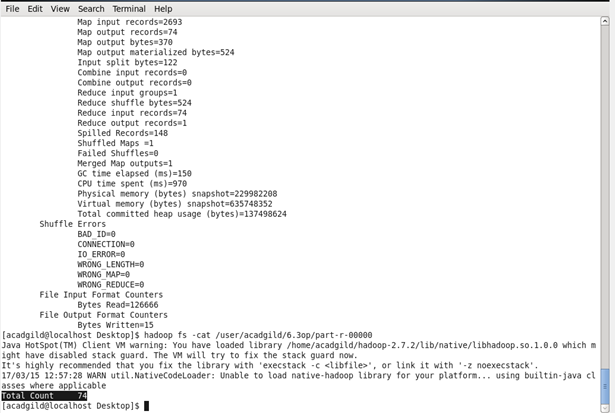 File Edit View Search Terminal Help
Map input records=2693
Map output records=74
Map output bytes=370
Map output materialized bytes=524
Input split bytes=122
Combine input records=0
Combine output records=0
Reduce input groups=1
Reduce shuffle bytes=524
Reduce input records=74
Reduce output records=1
Spilled Records=148
Shuffled Maps =1
Failed Shuffles=0
Merged Map outputs=1
GC time elapsed (ms)=150
CPU time spent (ms)=970
Physical memory (bytes) snapshot=229982208
Virtual memory (bytes) snapshot=635748352
Total committed heap usage (bytes)=137498624
Shuffle Errors
BAD_ID=0
CONNECTION=0
IO_ERROR=0
WRONG_LENGTH=0
WRONG_MAP=0
WRONG_REDUCE=0
File Input Format Counters
Bytes Read=126666
File Output Format Counters
Bytes Written=15
[acadgild@localhost Desktop]$ hadoop fs -cat /user/acadgild/6.3op/part-r-00000
Java HotSpot(TM) Client VM warning: You have loaded library /home/acadgild/hadoop-2.7.2/lib/native/libhadoop.so.1.0.0 which m
ight have disabled stack guard. The VM will try to fix the stack guard now.
It's highly recommended that you fix the library with 'execstack -c <libfile>', or link it with '-z noexecstack'.
17/03/15 12:57:28 WARN util.NativeCodeLoader: Unable to load native-hadoop library for your platform... using builtin-java cl
asses where applicable
Total Count 74
[acadgild@localhost Desktop]$